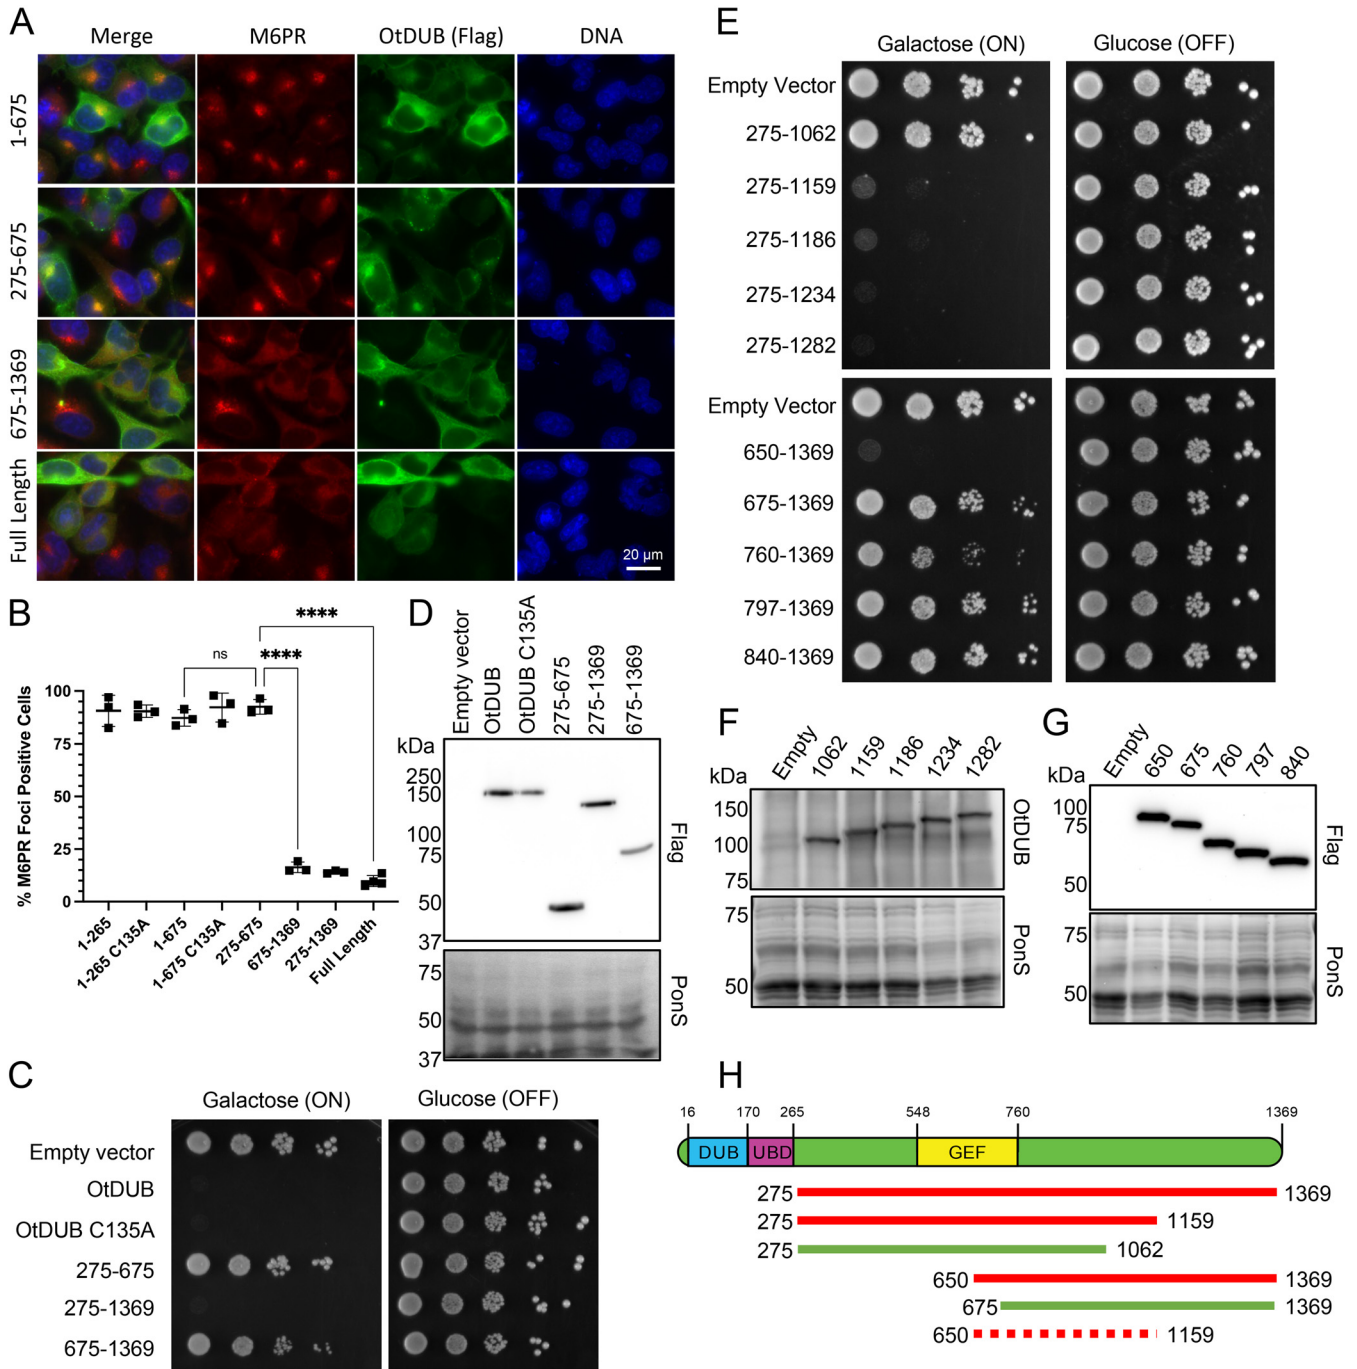 A
Merge M6PR OtDUB (Flag) DNA
1-675
275-675
675-1369
Full Length
20 µm
B
% M6PR Foci Positive Cells
100
75
50
25
0
ns
****
****
1-265
1-265 C135A
1-675
1-675 C135A
275-675
675-1369
275-1369
Full Length
C
Galactose (ON) Glucose (OFF)
Empty vector
OtDUB
OtDUB C135A
275-675
275-1369
675-1369
D
Empty vector
OtDUB
OtDUB C135A
275-675
275-1369
675-1369
kDa
250
150
100
75
50
37
Flag
75
50
37
PonS
E
Galactose (ON) Glucose (OFF)
Empty Vector
275-1062
275-1159
275-1186
275-1234
275-1282
Empty Vector
650-1369
675-1369
760-1369
797-1369
840-1369
F
Empty
1062
1159
1186
1234
1282
kDa
150
100
75
OtDUB
75
50
PonS
G
Empty
650
675
760
797
840
kDa
100
75
50
Flag
75
50
PonS
H
16 170 265 548 760 1369
DUB UBD GEF
275 1369
275 1159
275 1062
650 1369
675 1369
650 1159